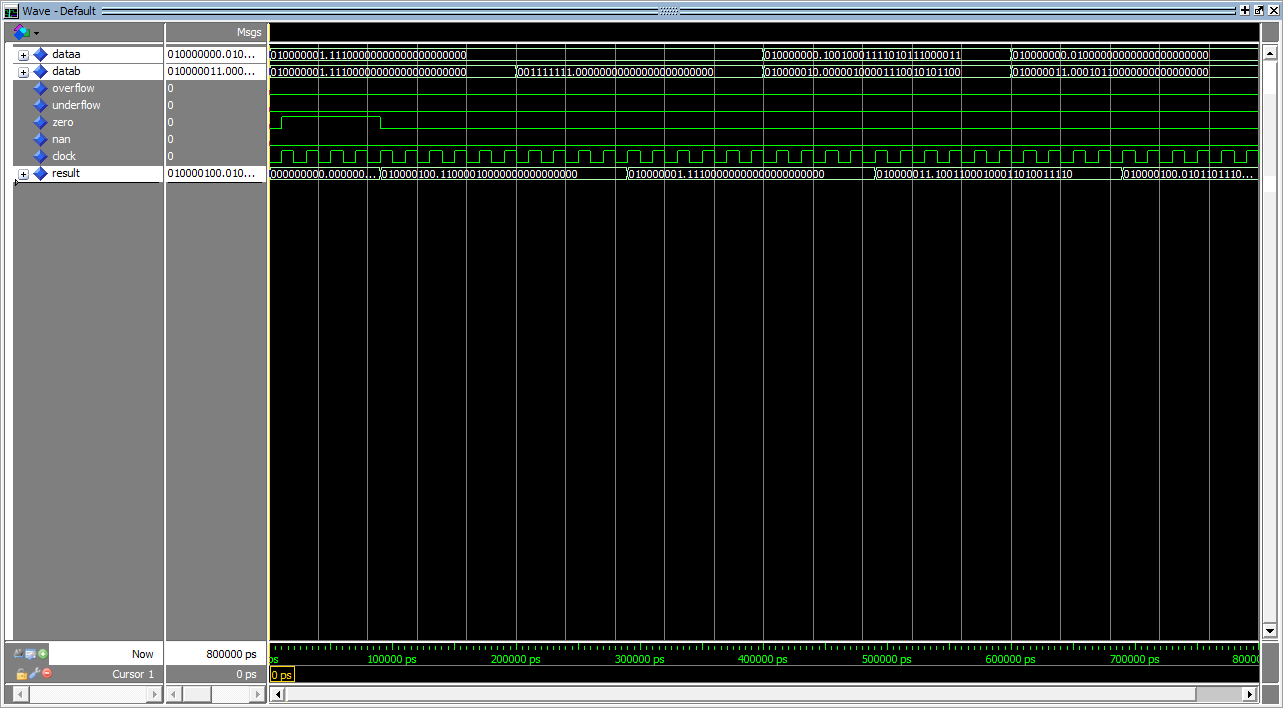 Wave - Default
Msgs
dataa 010000000.010... 010000001.11100000000000000000000 010000000.10010001111010111000011 010000000.01000000000000000000000
datab 010000011.000... 010000001.11100000000000000000000 001111111.00000000000000000000000 010000010.00000100001110010101100 010000011.00010110000000000000000
overflow 0
underflow 0
zero 0
nan 0
clock 0
result 010000100.010... 000000000.000000... 010000100.11000010000000000000000 010000001.11100000000000000000000 010000011.10011000100011010011110 010000100.0101101110...
Now 800000 ps ps 100000 ps 200000 ps 300000 ps 400000 ps 500000 ps 600000 ps 700000 ps 80000
Cursor 1 0 ps 0 ps